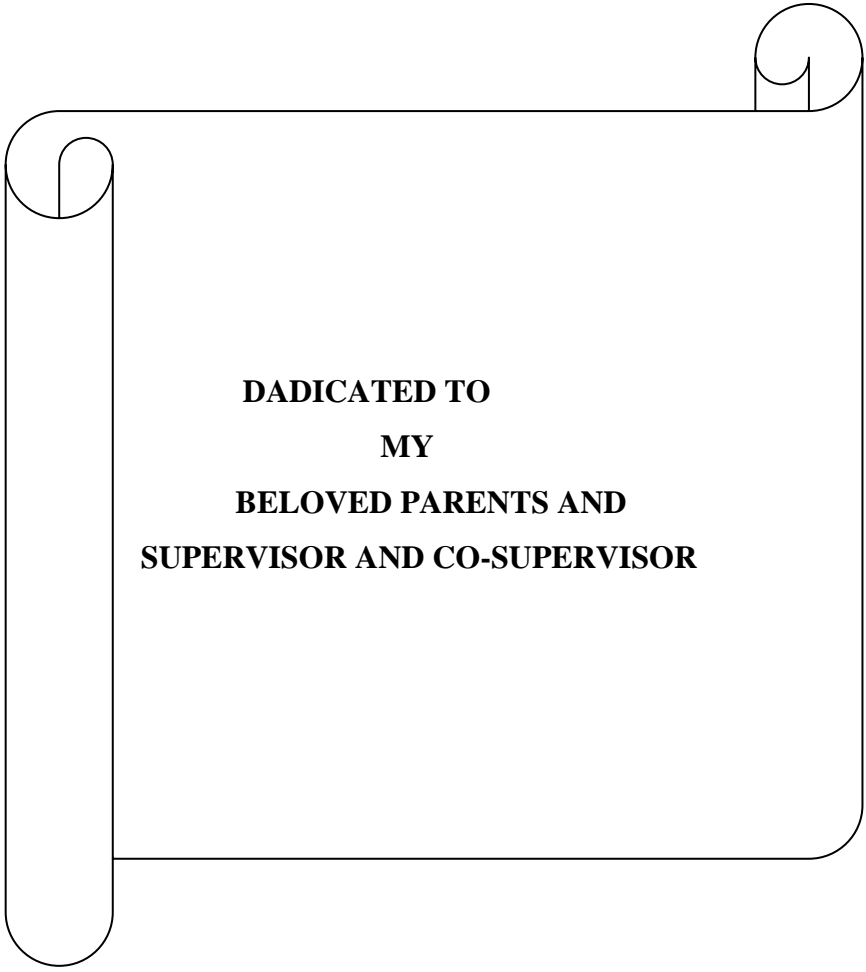 DADICATED TO
MY
BELOVED PARENTS AND
SUPERVISOR AND CO-SUPERVISOR